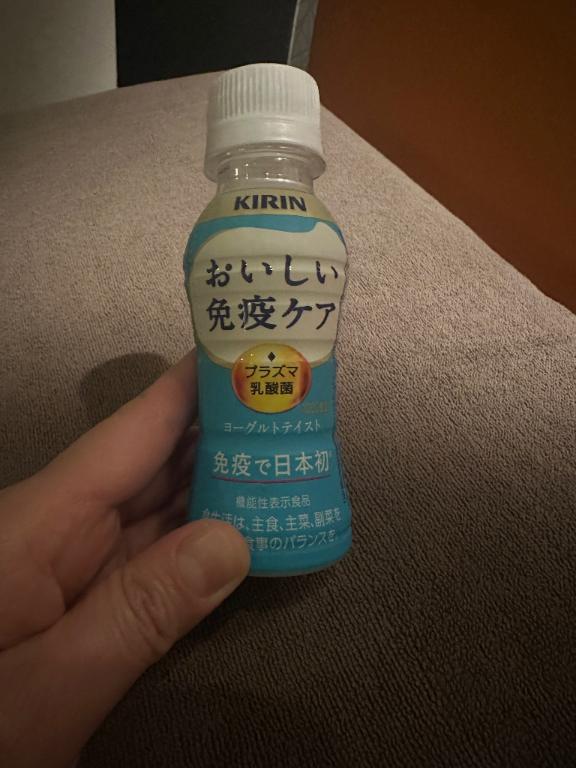 KIRIN
おいしい
免疫ケア
プラズマ
乳酸菌
ヨーグルトテイスト
免疫で日本初
機能性表示食品
食生活は、主食、主菜、副菜を
食事のバランスを。